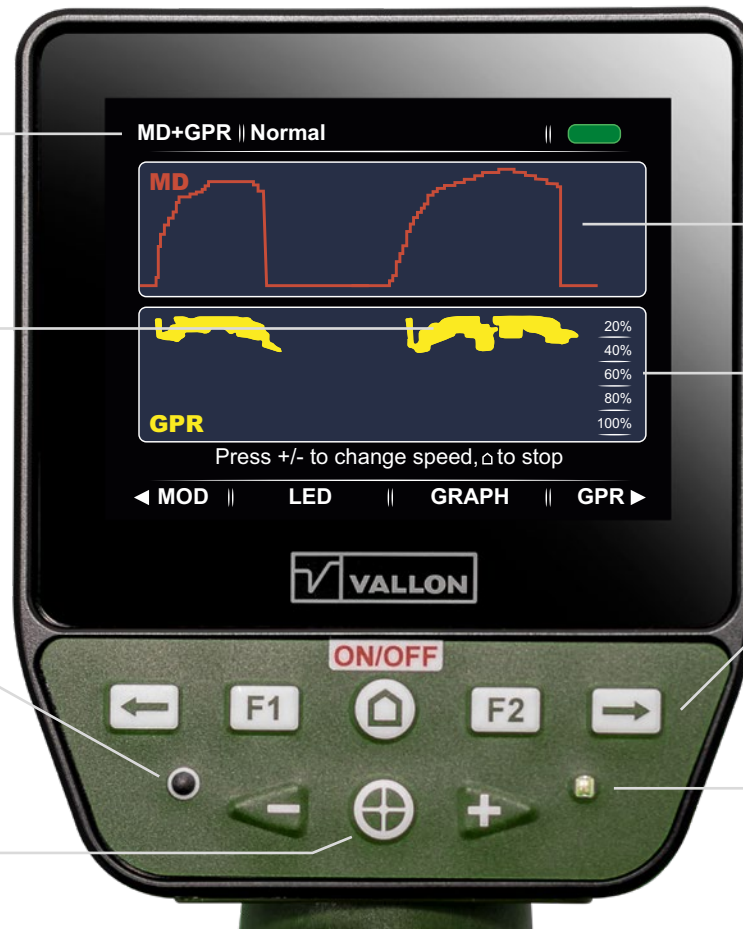 MD+GPR Normal
MD
20%
40%
60%
80%
100%
GPR
Press +/- to change speed, ⌂ to stop
◄ MOD LED GRAPH GPR ►
VALLON
ON/OFF
← F1 F2 →
- +